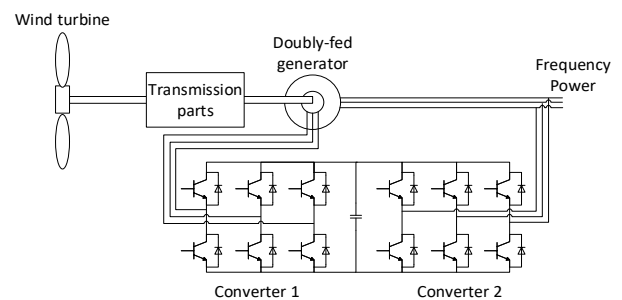 Wind turbine
Doubly-fed
generator
Frequency
Power
Transmission
parts
Converter 1
Converter 2